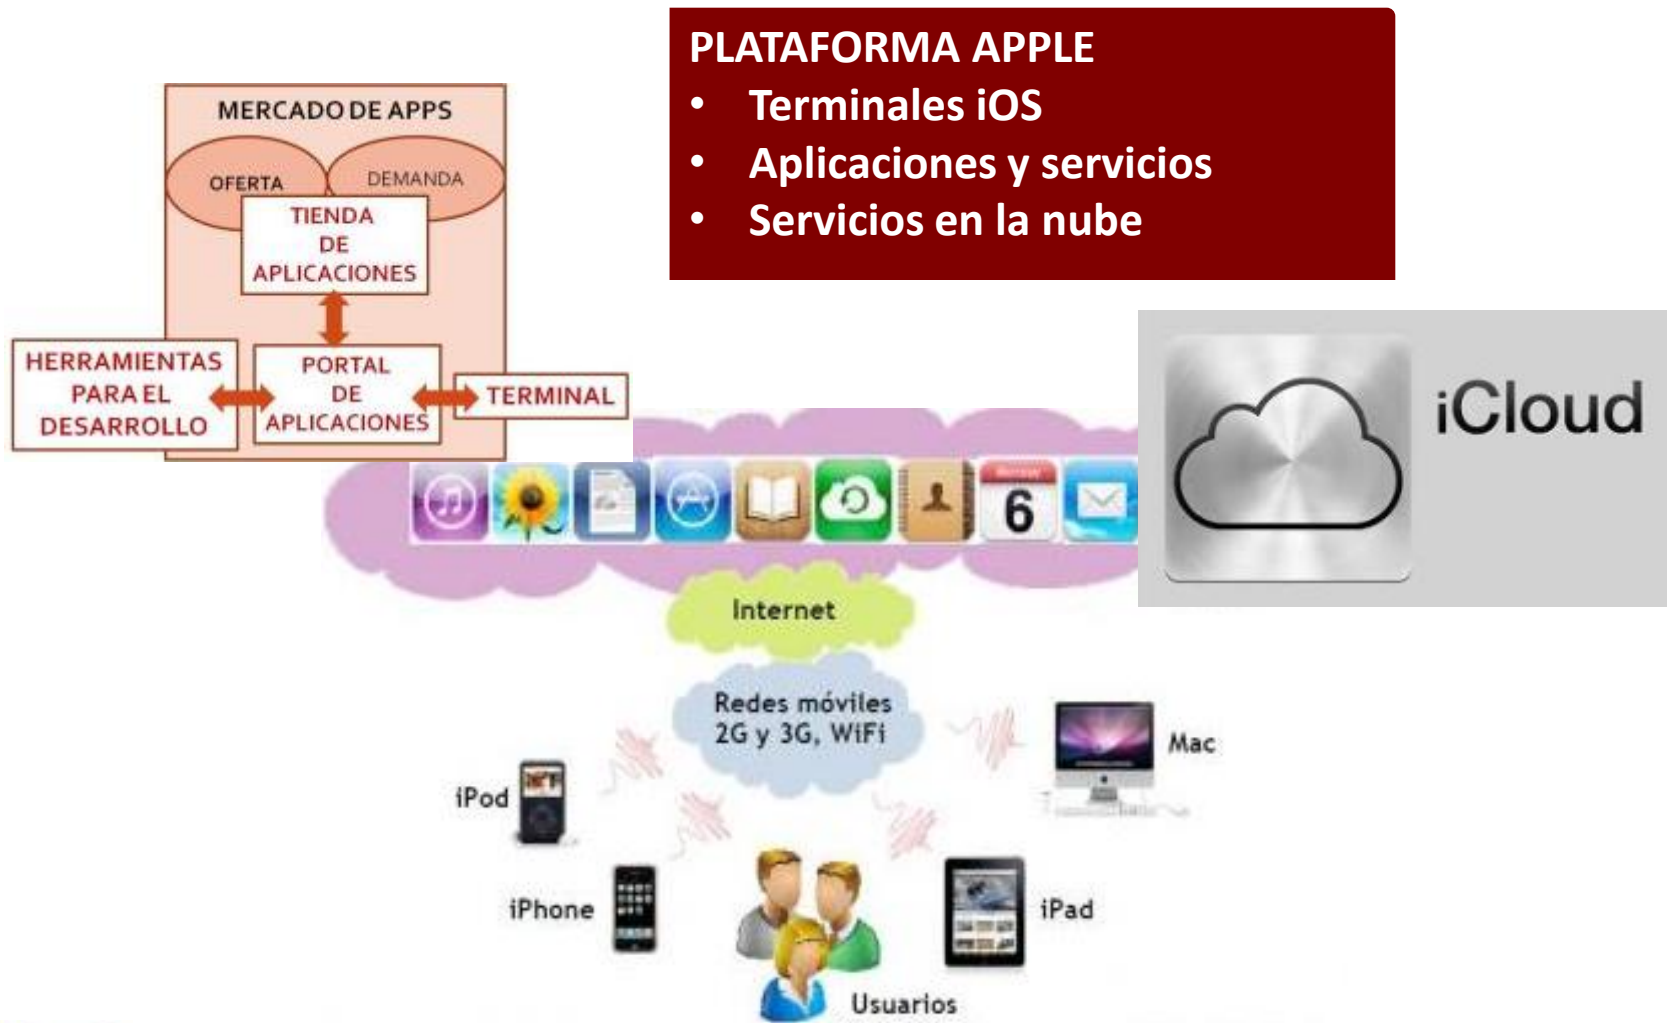 PLATAFORMA APPLE
• Terminales iOS
• Aplicaciones y servicios
• Servicios en la nube
MERCADO DE APPS
OFERTA
DEMANDA
TIENDA
DE
APLICACIONES
HERRAMIENTAS
PARA EL
DESARROLLO
PORTAL
DE
APLICACIONES
TERMINAL
iCloud
6
Internet
Redes móviles
2G y 3G, WiFi
Mac
iPod
iPhone
iPad
Usuarios